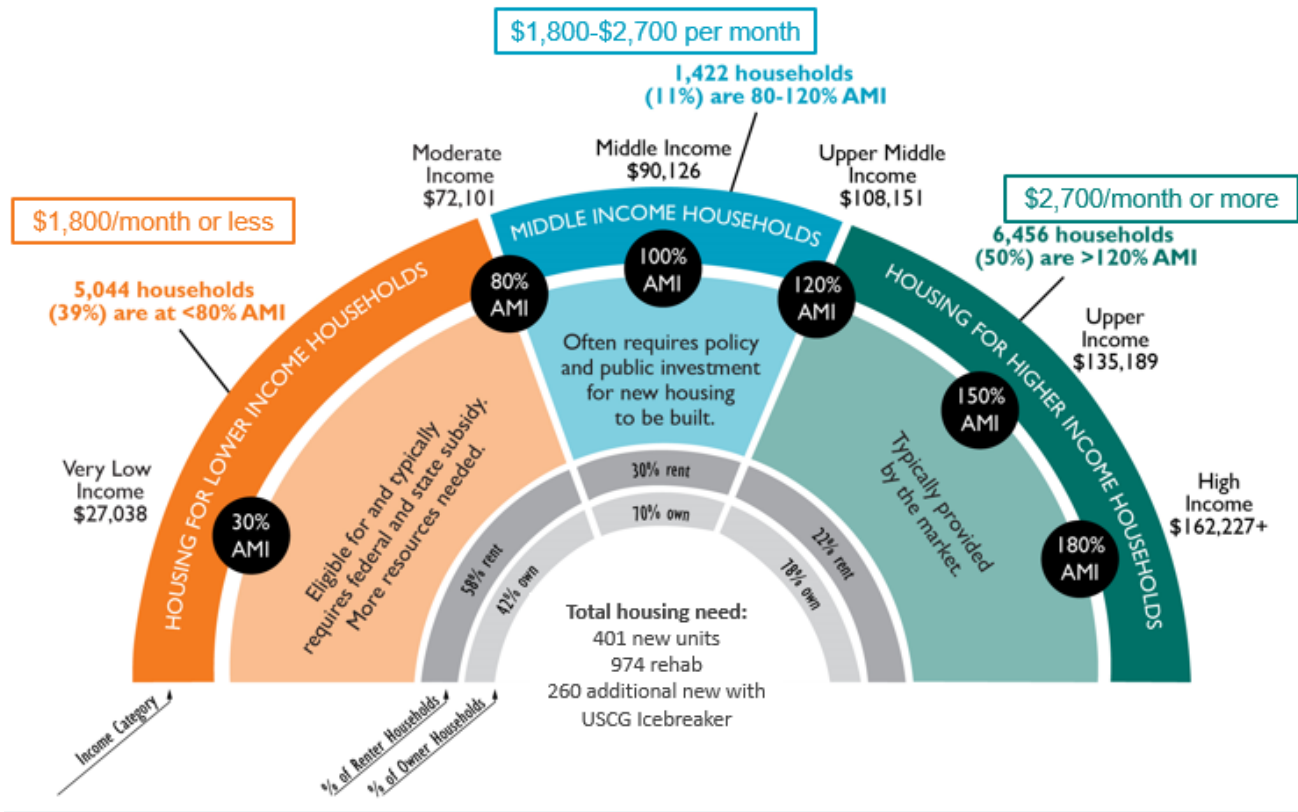 $1,800-$2,700 per month
1,422 households
(11%) are 80-120% AMI
Moderate
Income
$72,101
Middle Income
$90,126
Upper Middle
Income
$108,151
$1,800/month or less
$2,700/month or more
5,044 households
(39%) are at <80% AMI
6,456 households
(50%) are >120% AMI
Very Low
Income
$27,038
Upper
Income
$135,189
High
Income
$162,227+
HOUSING FOR LOWER INCOME HOUSEHOLDS
MIDDLE INCOME HOUSEHOLDS
HOUSING FOR HIGHER INCOME HOUSEHOLDS
30%
AMI
80%
AMI
100%
AMI
120%
AMI
150%
AMI
180%
AMI
Eligible for and typically
requires federal and state subsidy.
More resources needed.
Often requires policy
and public investment
for new housing
to be built.
Typically provided
by the market.
58% rent
42% own
30% rent
70% own
22% rent
78% own
Total housing need:
401 new units
974 rehab
260 additional new with
USCG Icebreaker
Income Category
% of Renter Households
% of Owner Households